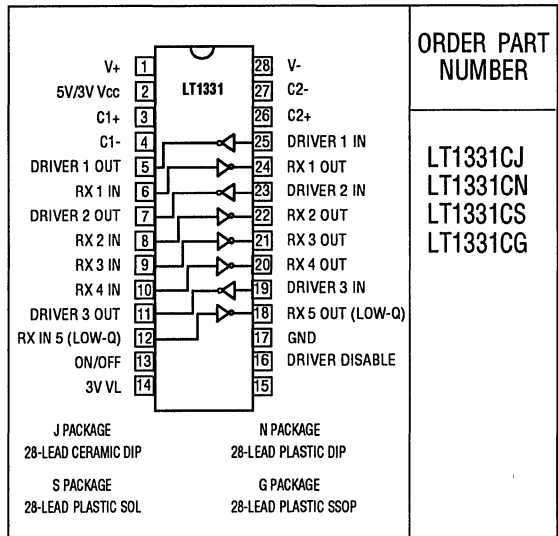 ORDER PART
NUMBER
LT1331CJ
LT1331CN
LT1331CS
LT1331CG
LT1331
V+ 1
5V/3V Vcc 2
C1+ 3
C1- 4
DRIVER 1 OUT 5
RX 1 IN 6
DRIVER 2 OUT 7
RX 2 IN 8
RX 3 IN 9
RX 4 IN 10
DRIVER 3 OUT 11
RX IN 5 (LOW-Q) 12
ON/OFF 13
3V VL 14
28 V-
27 C2-
26 C2+
25 DRIVER 1 IN
24 RX 1 OUT
23 DRIVER 2 IN
22 RX 2 OUT
21 RX 3 OUT
20 RX 4 OUT
19 DRIVER 3 IN
18 RX 5 OUT (LOW-Q)
17 GND
16 DRIVER DISABLE
15
J PACKAGE
28-LEAD CERAMIC DIP
N PACKAGE
28-LEAD PLASTIC DIP
S PACKAGE
28-LEAD PLASTIC SOL
G PACKAGE
28-LEAD PLASTIC SSOP